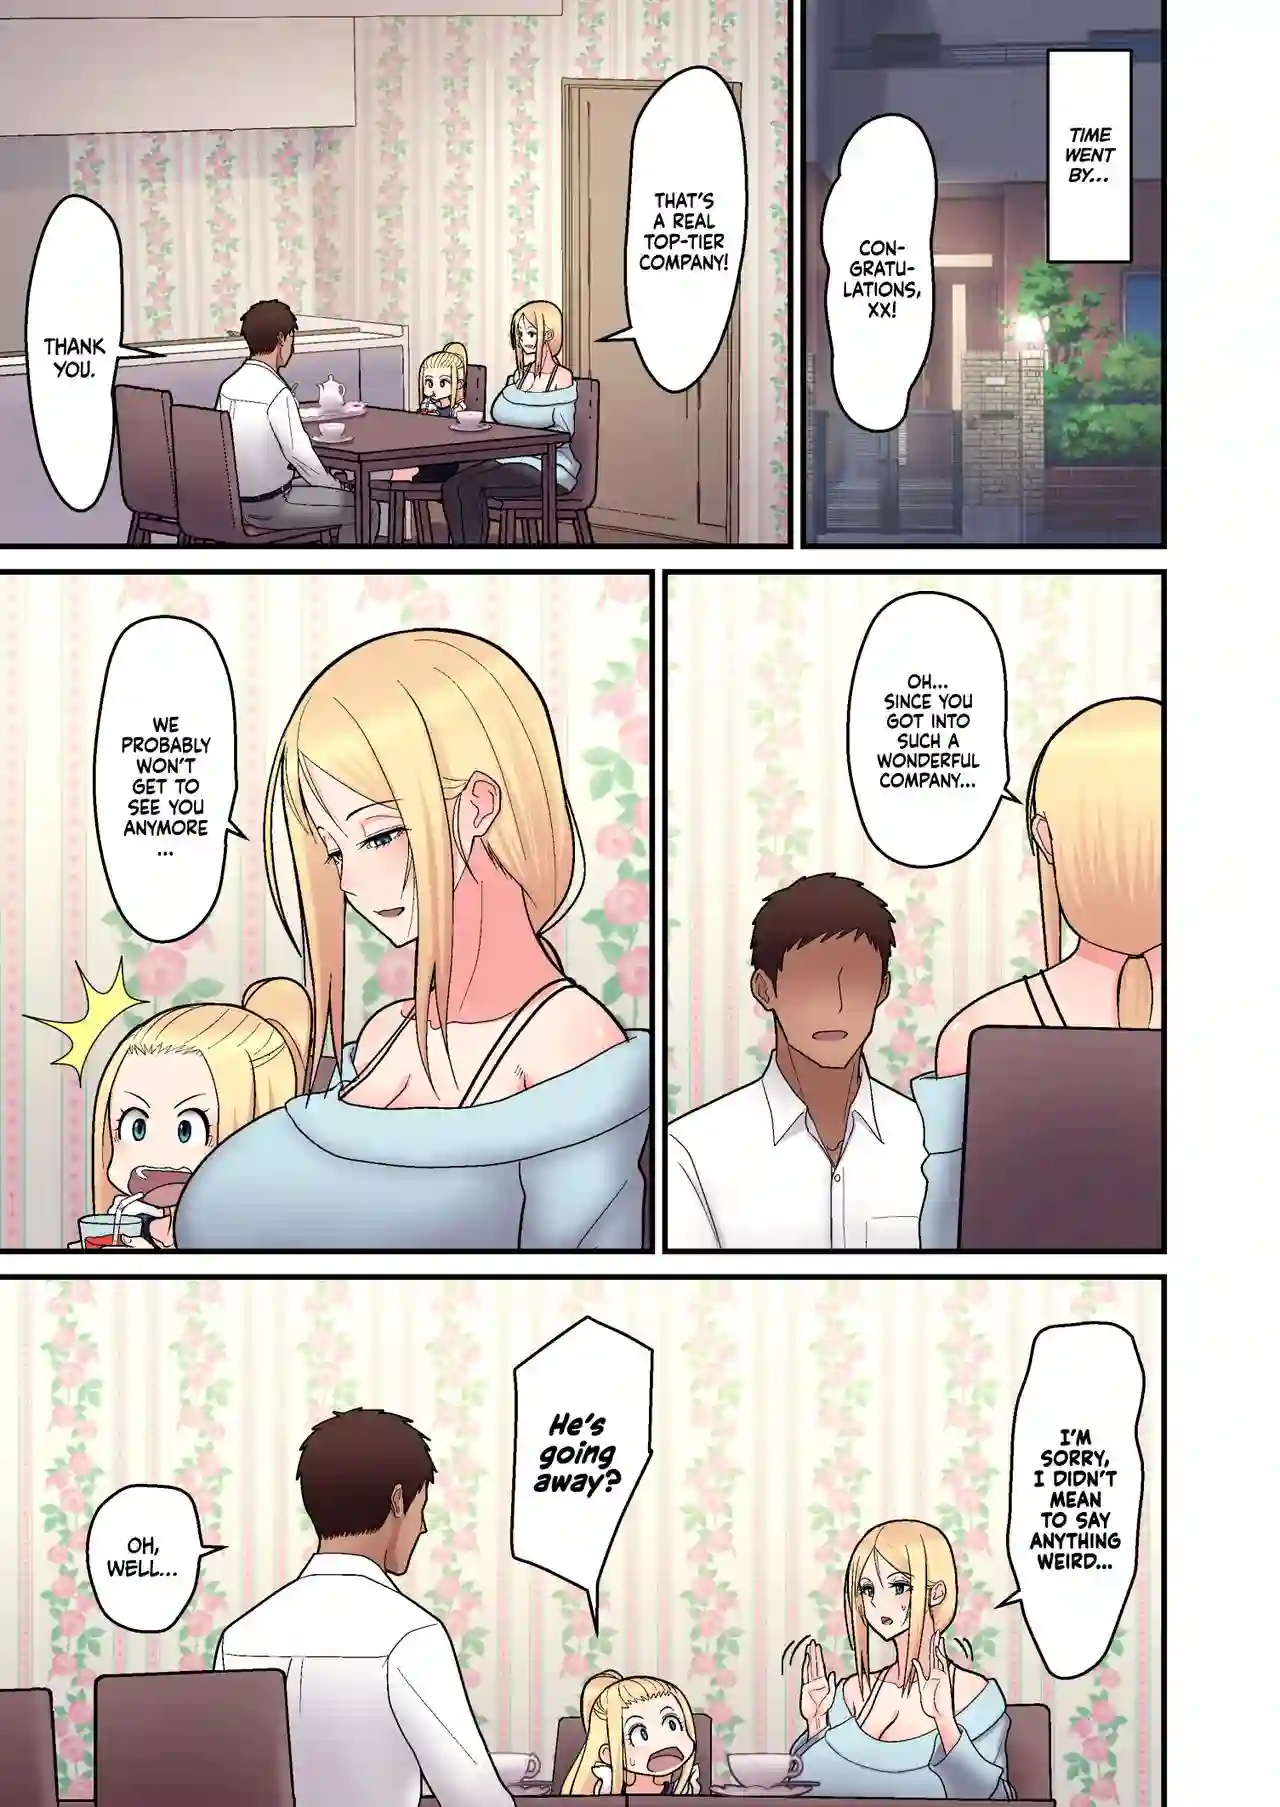 TIME
WENT
BY...
CON-
GRATU-
LATIONS,
XX!
THAT'S
A REAL
TOP-TIER
COMPANY!
THANK
YOU.
OH...
SINCE YOU
GOT INTO
SUCH A
WONDERFUL
COMPANY...
WE
PROBABLY
WON'T
GET TO
SEE YOU
ANYMORE
...
I'M
SORRY,
I DIDN'T
MEAN
TO SAY
ANYTHING
WEIRD...
He's
going
away?
OH,
WELL...